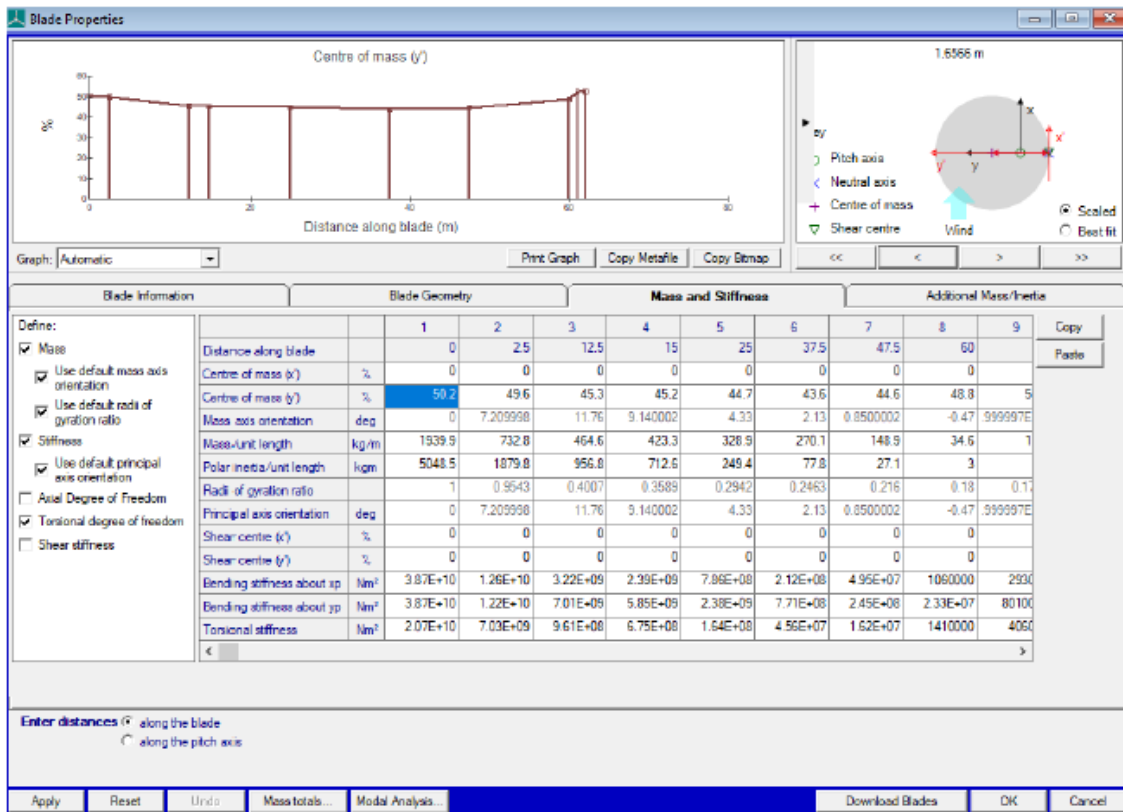 Blade Properties
Centre of mass (y')
60
50
40
30
20
10
0
%
0 20 40 60 80
Distance along blade (m)
1.6566 m
ey
Pitch axis
Neutral axis
Centre of mass
Shear centre
x
x'
y'
y
Wind
Scaled
Best fit
Graph: Automatic
Print Graph Copy Metafile Copy Bitmap
<< < > >>
Blade Information Blade Geometry Mass and Stiffness Additional Mass/Inertia
Define:
Mass
Use default mass axis
orientation
Use default radii of
gyration ratio
Stiffness
Use default principal
axis orientation
Axial Degree of Freedom
Torsional degree of freedom
Shear stiffness
1 2 3 4 5 6 7 8 9
Distance along blade 0 2.5 12.5 15 25 37.5 47.5 60
Centre of mass (x') % 0 0 0 0 0 0 0 0
Centre of mass (y') % 50.2 49.6 45.3 45.2 44.7 43.6 44.6 48.8 5
Mass axis orientation deg 0 7.209998 11.76 9.140002 4.33 2.13 0.8500002 -0.47 .999997E
Mass/unit length kg/m 1939.9 732.8 464.6 423.3 328.9 270.1 148.9 34.6 1
Polar inertia/unit length kgm 5048.5 1879.8 956.8 712.6 249.4 77.8 27.1 3
Radii of gyration ratio 1 0.9543 0.4007 0.3589 0.2942 0.2463 0.216 0.18 0.17
Principal axis orientation deg 0 7.209998 11.76 9.140002 4.33 2.13 0.8500002 -0.47 .999997E
Shear centre (x') % 0 0 0 0 0 0 0 0
Shear centre (y') % 0 0 0 0 0 0 0 0
Bending stiffness about xp Nm² 3.87E+10 1.26E+10 3.22E+09 2.39E+09 7.86E+08 2.12E+08 4.95E+07 1060000 2930
Bending stiffness about yp Nm² 3.87E+10 1.22E+10 7.01E+09 5.85E+09 2.38E+09 7.71E+08 2.45E+08 2.33E+07 80100
Torsional stiffness Nm² 2.07E+10 7.03E+09 9.61E+08 6.75E+08 1.64E+08 4.56E+07 1.62E+07 1410000 4060
Copy
Paste
Enter distances along the blade
along the pitch axis
Apply Reset Undo Mass totals... Modal Analysis... Download Blades OK Cancel